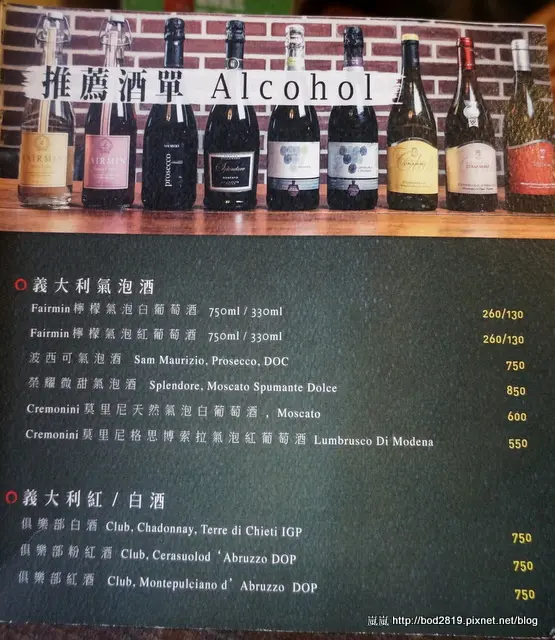 推薦酒單 Alcohol
FAIRMIN
FAIRMIN
prosecco
Splendore
義大利氣泡酒
Fairmin檸檬氣泡白葡萄酒 750ml / 330ml 260/130
Fairmin檸檬氣泡紅葡萄酒 750ml / 330ml 260/130
波西可氣泡酒 Sam Maurizio, Prosecco, DOC 750
榮耀微甜氣泡酒 Splendore, Moscato Spumante Dolce 850
Cremonini莫里尼天然氣泡白葡萄酒 , Moscato 600
Cremonini莫里尼格思博索拉氣泡紅葡萄酒 Lumbrusco Di Modena 550
義大利紅 / 白酒
俱樂部白酒 Club, Chadonnay, Terre di Chieti IGP 750
俱樂部粉紅酒 Club, Cerasuolod ‘Abruzzo DOP 750
俱樂部紅酒 Club, Montepulciano d’ Abruzzo DOP 750
嵐嵐 http://bod2819.pixnet.net/blog